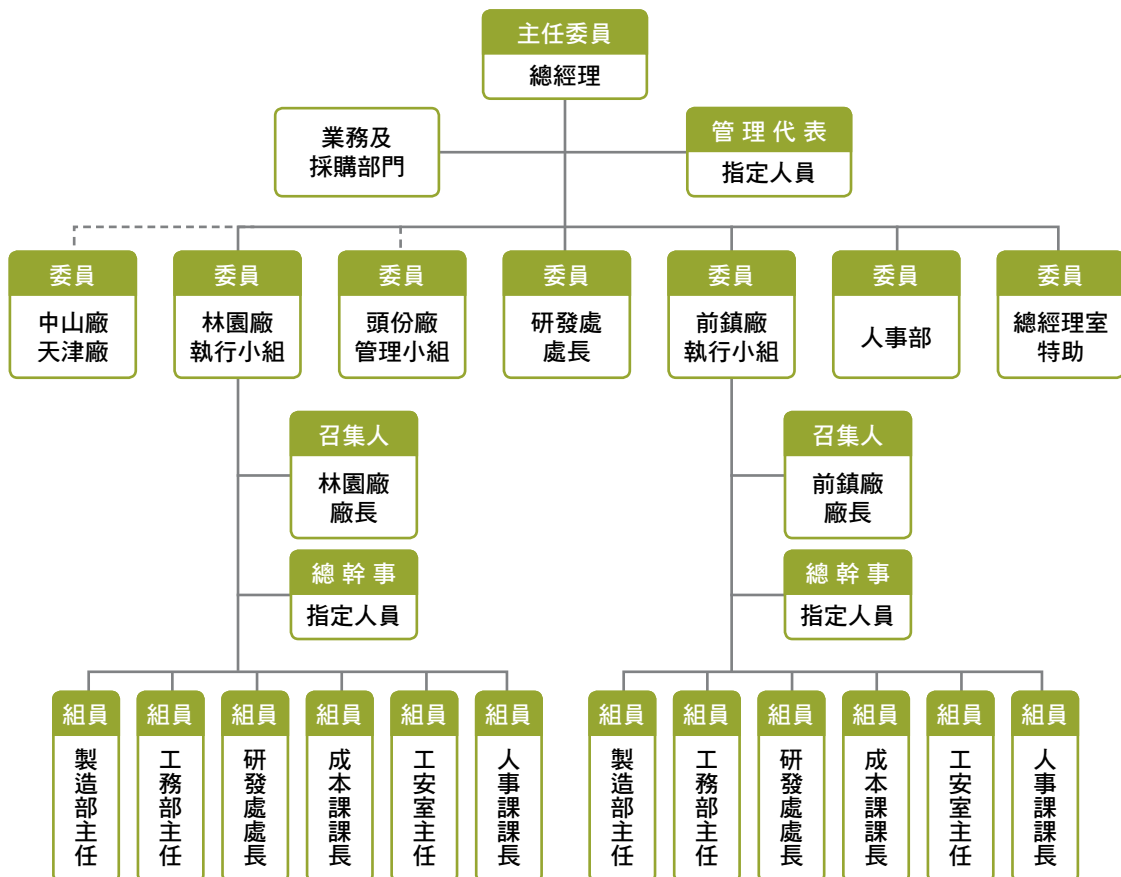 主任委員
總經理
業務及
採購部門
管理代表
指定人員
委員
中山廠
天津廠
委員
林園廠
執行小組
委員
頭份廠
管理小組
委員
研發處
處長
委員
前鎮廠
執行小組
委員
人事部
委員
總經理室
特助
召集人
林園廠
廠長
召集人
前鎮廠
廠長
總幹事
指定人員
總幹事
指定人員
組員
製造部主任
組員
工務部主任
組員
研發處處長
組員
成本課課長
組員
工安室主任
組員
人事課課長
組員
製造部主任
組員
工務部主任
組員
研發處處長
組員
成本課課長
組員
工安室主任
組員
人事課課長